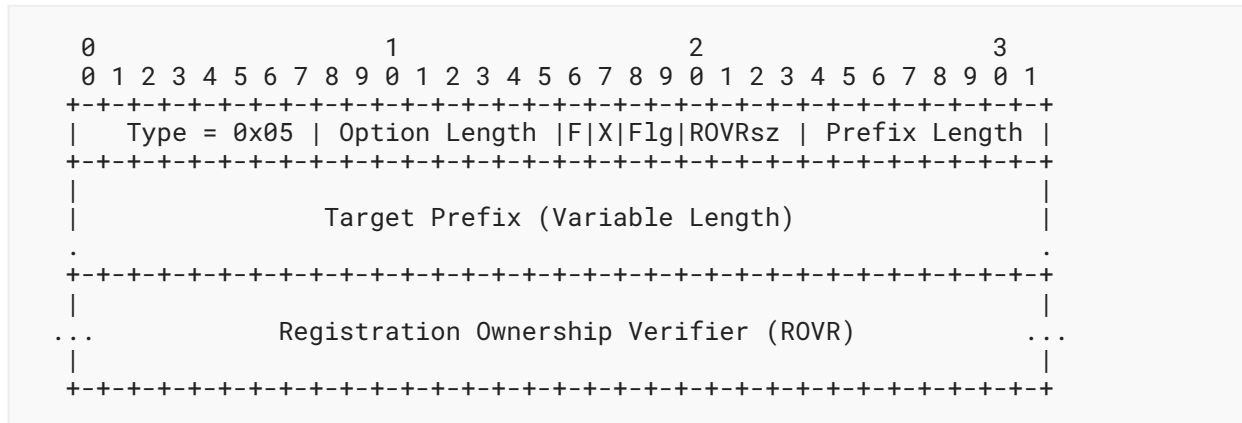 0                   1                   2                   3
0 1 2 3 4 5 6 7 8 9 0 1 2 3 4 5 6 7 8 9 0 1 2 3 4 5 6 7 8 9 0 1
+-+-+-+-+-+-+-+-+-+-+-+-+-+-+-+-+-+-+-+-+-+-+-+-+-+-+-+-+-+-+-+-+
|   Type = 0x05 | Option Length |F|X|Flg|ROVRsz | Prefix Length |
+-+-+-+-+-+-+-+-+-+-+-+-+-+-+-+-+-+-+-+-+-+-+-+-+-+-+-+-+-+-+-+-+
|                                                               |
|                Target Prefix (Variable Length)                |
.                                                               .
+-+-+-+-+-+-+-+-+-+-+-+-+-+-+-+-+-+-+-+-+-+-+-+-+-+-+-+-+-+-+-+-+
|                                                               |
...            Registration Ownership Verifier (ROVR)           ...
|                                                               |
+-+-+-+-+-+-+-+-+-+-+-+-+-+-+-+-+-+-+-+-+-+-+-+-+-+-+-+-+-+-+-+-+